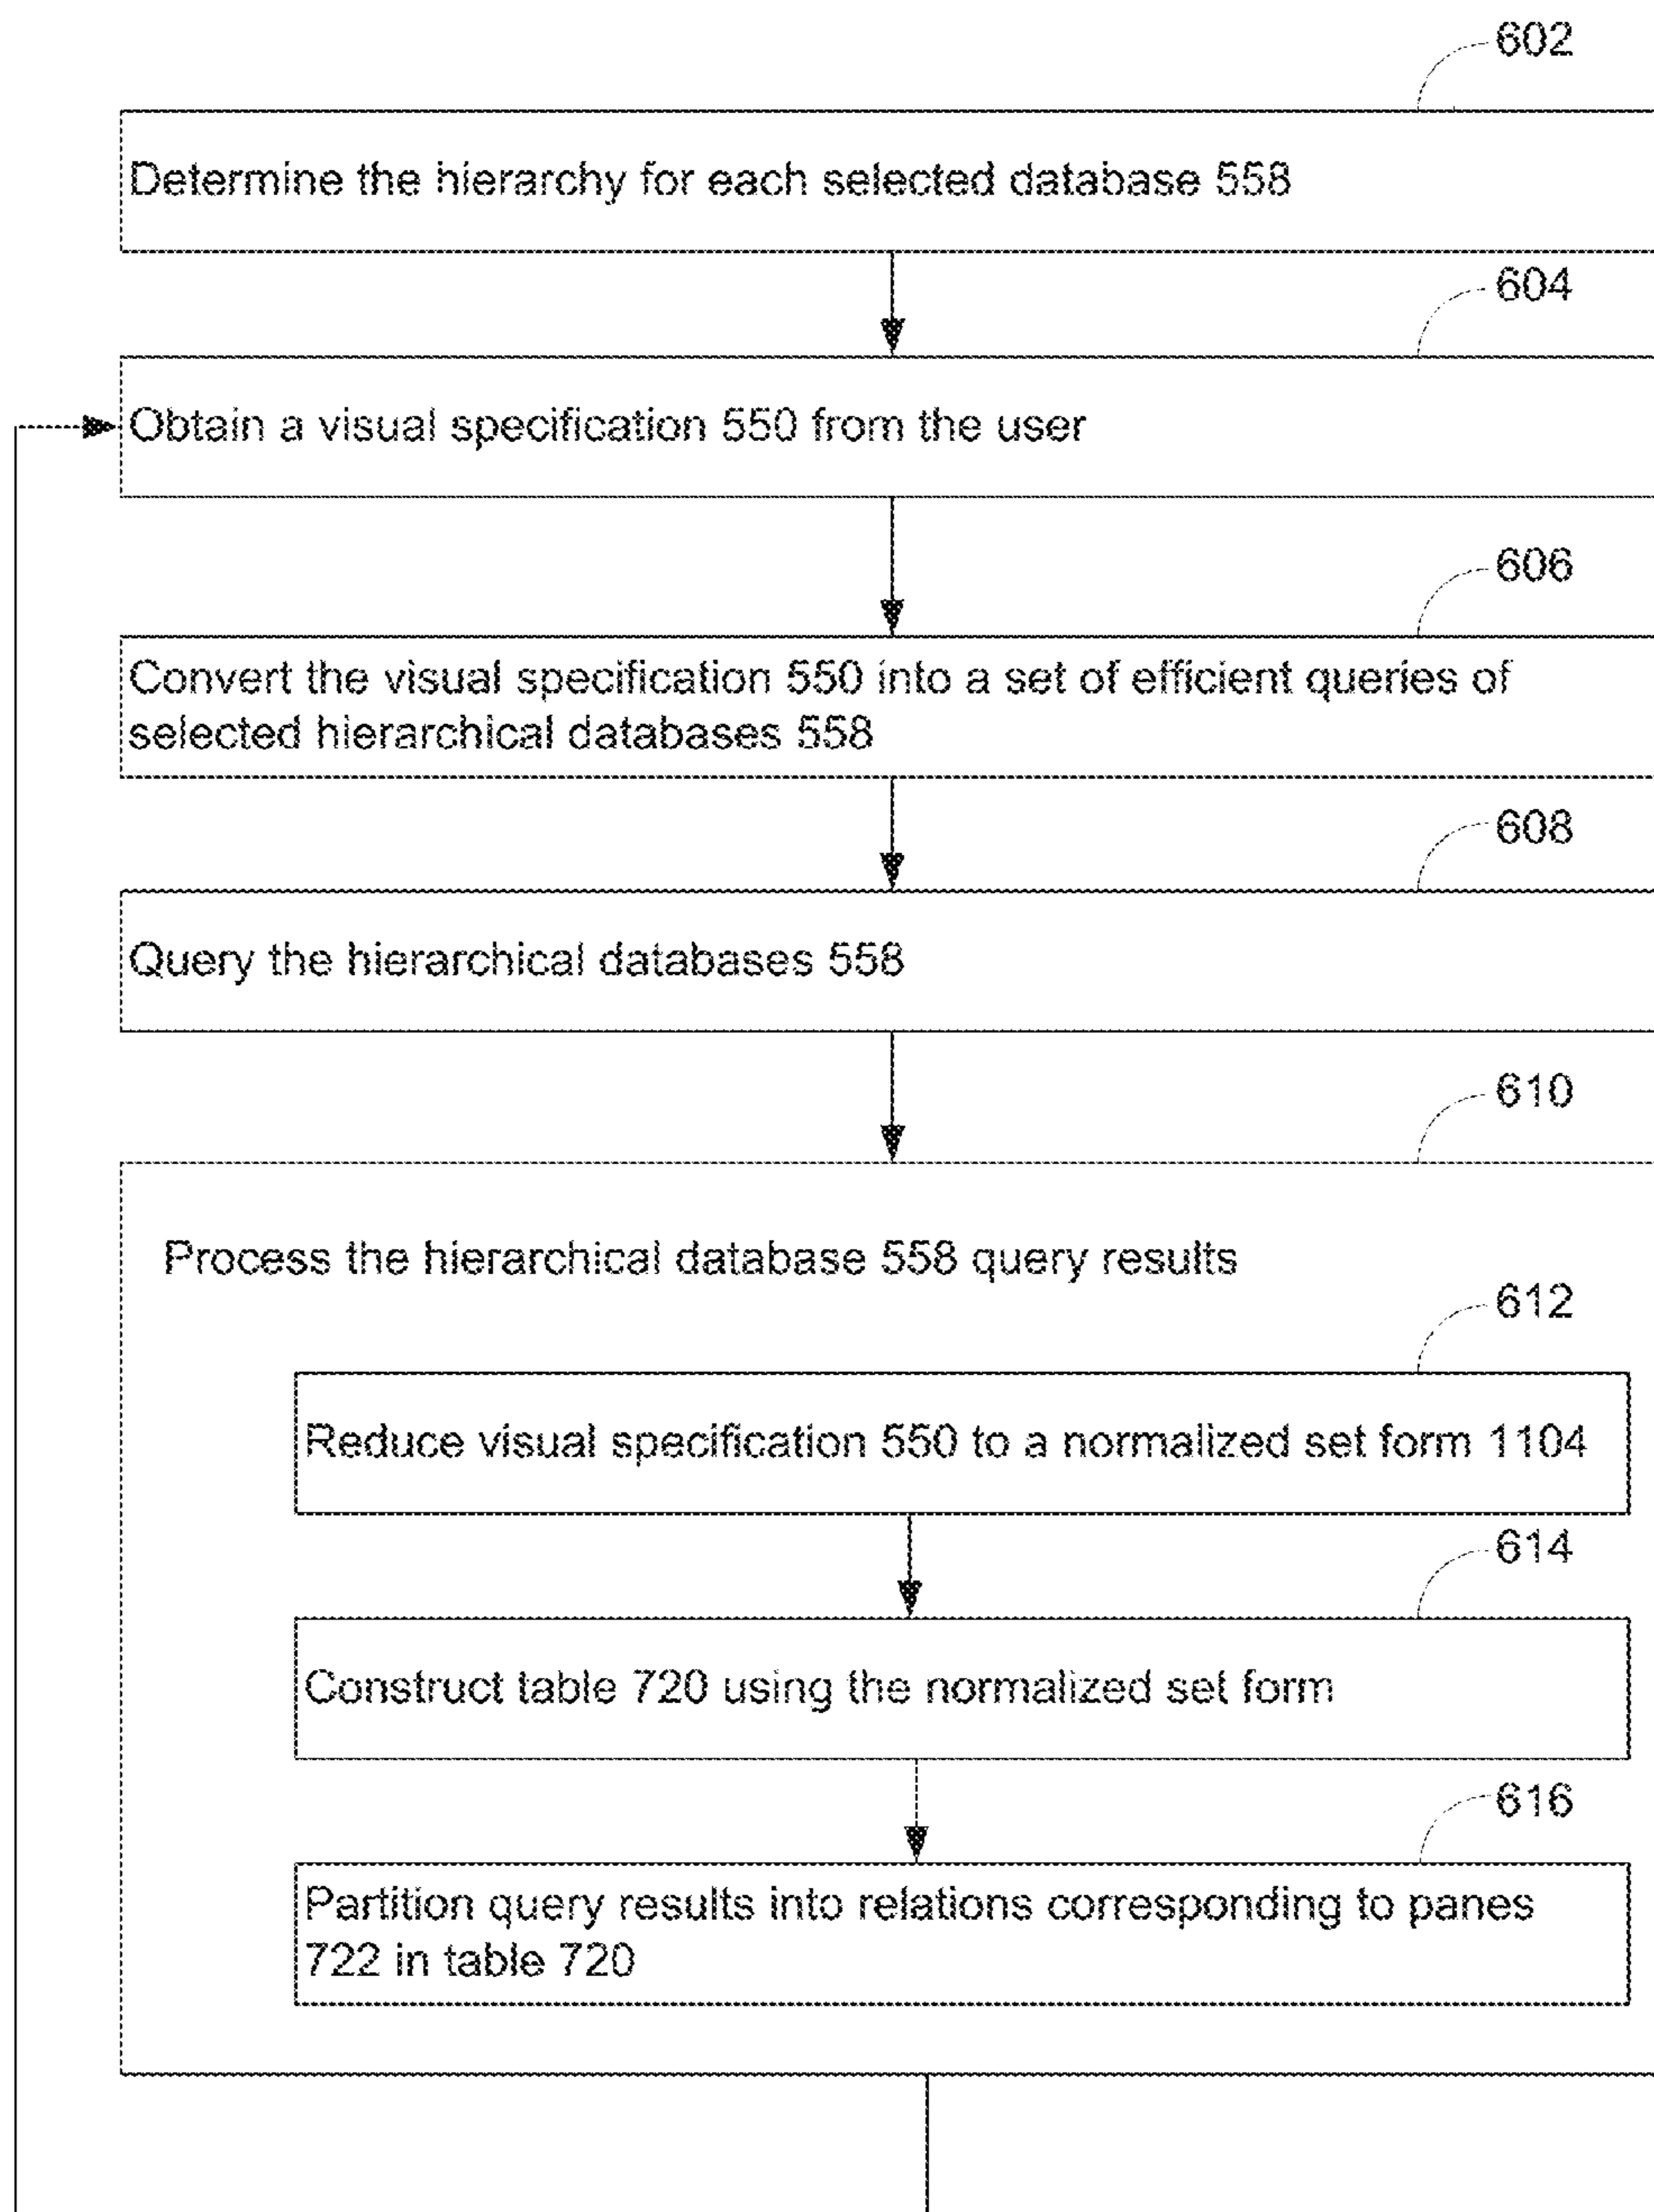 602
Determine the hierarchy for each selected database 558
604
Obtain a visual specification 550 from the user
606
Convert the visual specification 550 into a set of efficient queries of
selected hierarchical databases 558
608
Query the hierarchical databases 558
610
Process the hierarchical database 558 query results
612
Reduce visual specification 550 to a normalized set form 1104
614
Construct table 720 using the normalized set form
616
Partition query results into relations corresponding to panes
722 in table 720